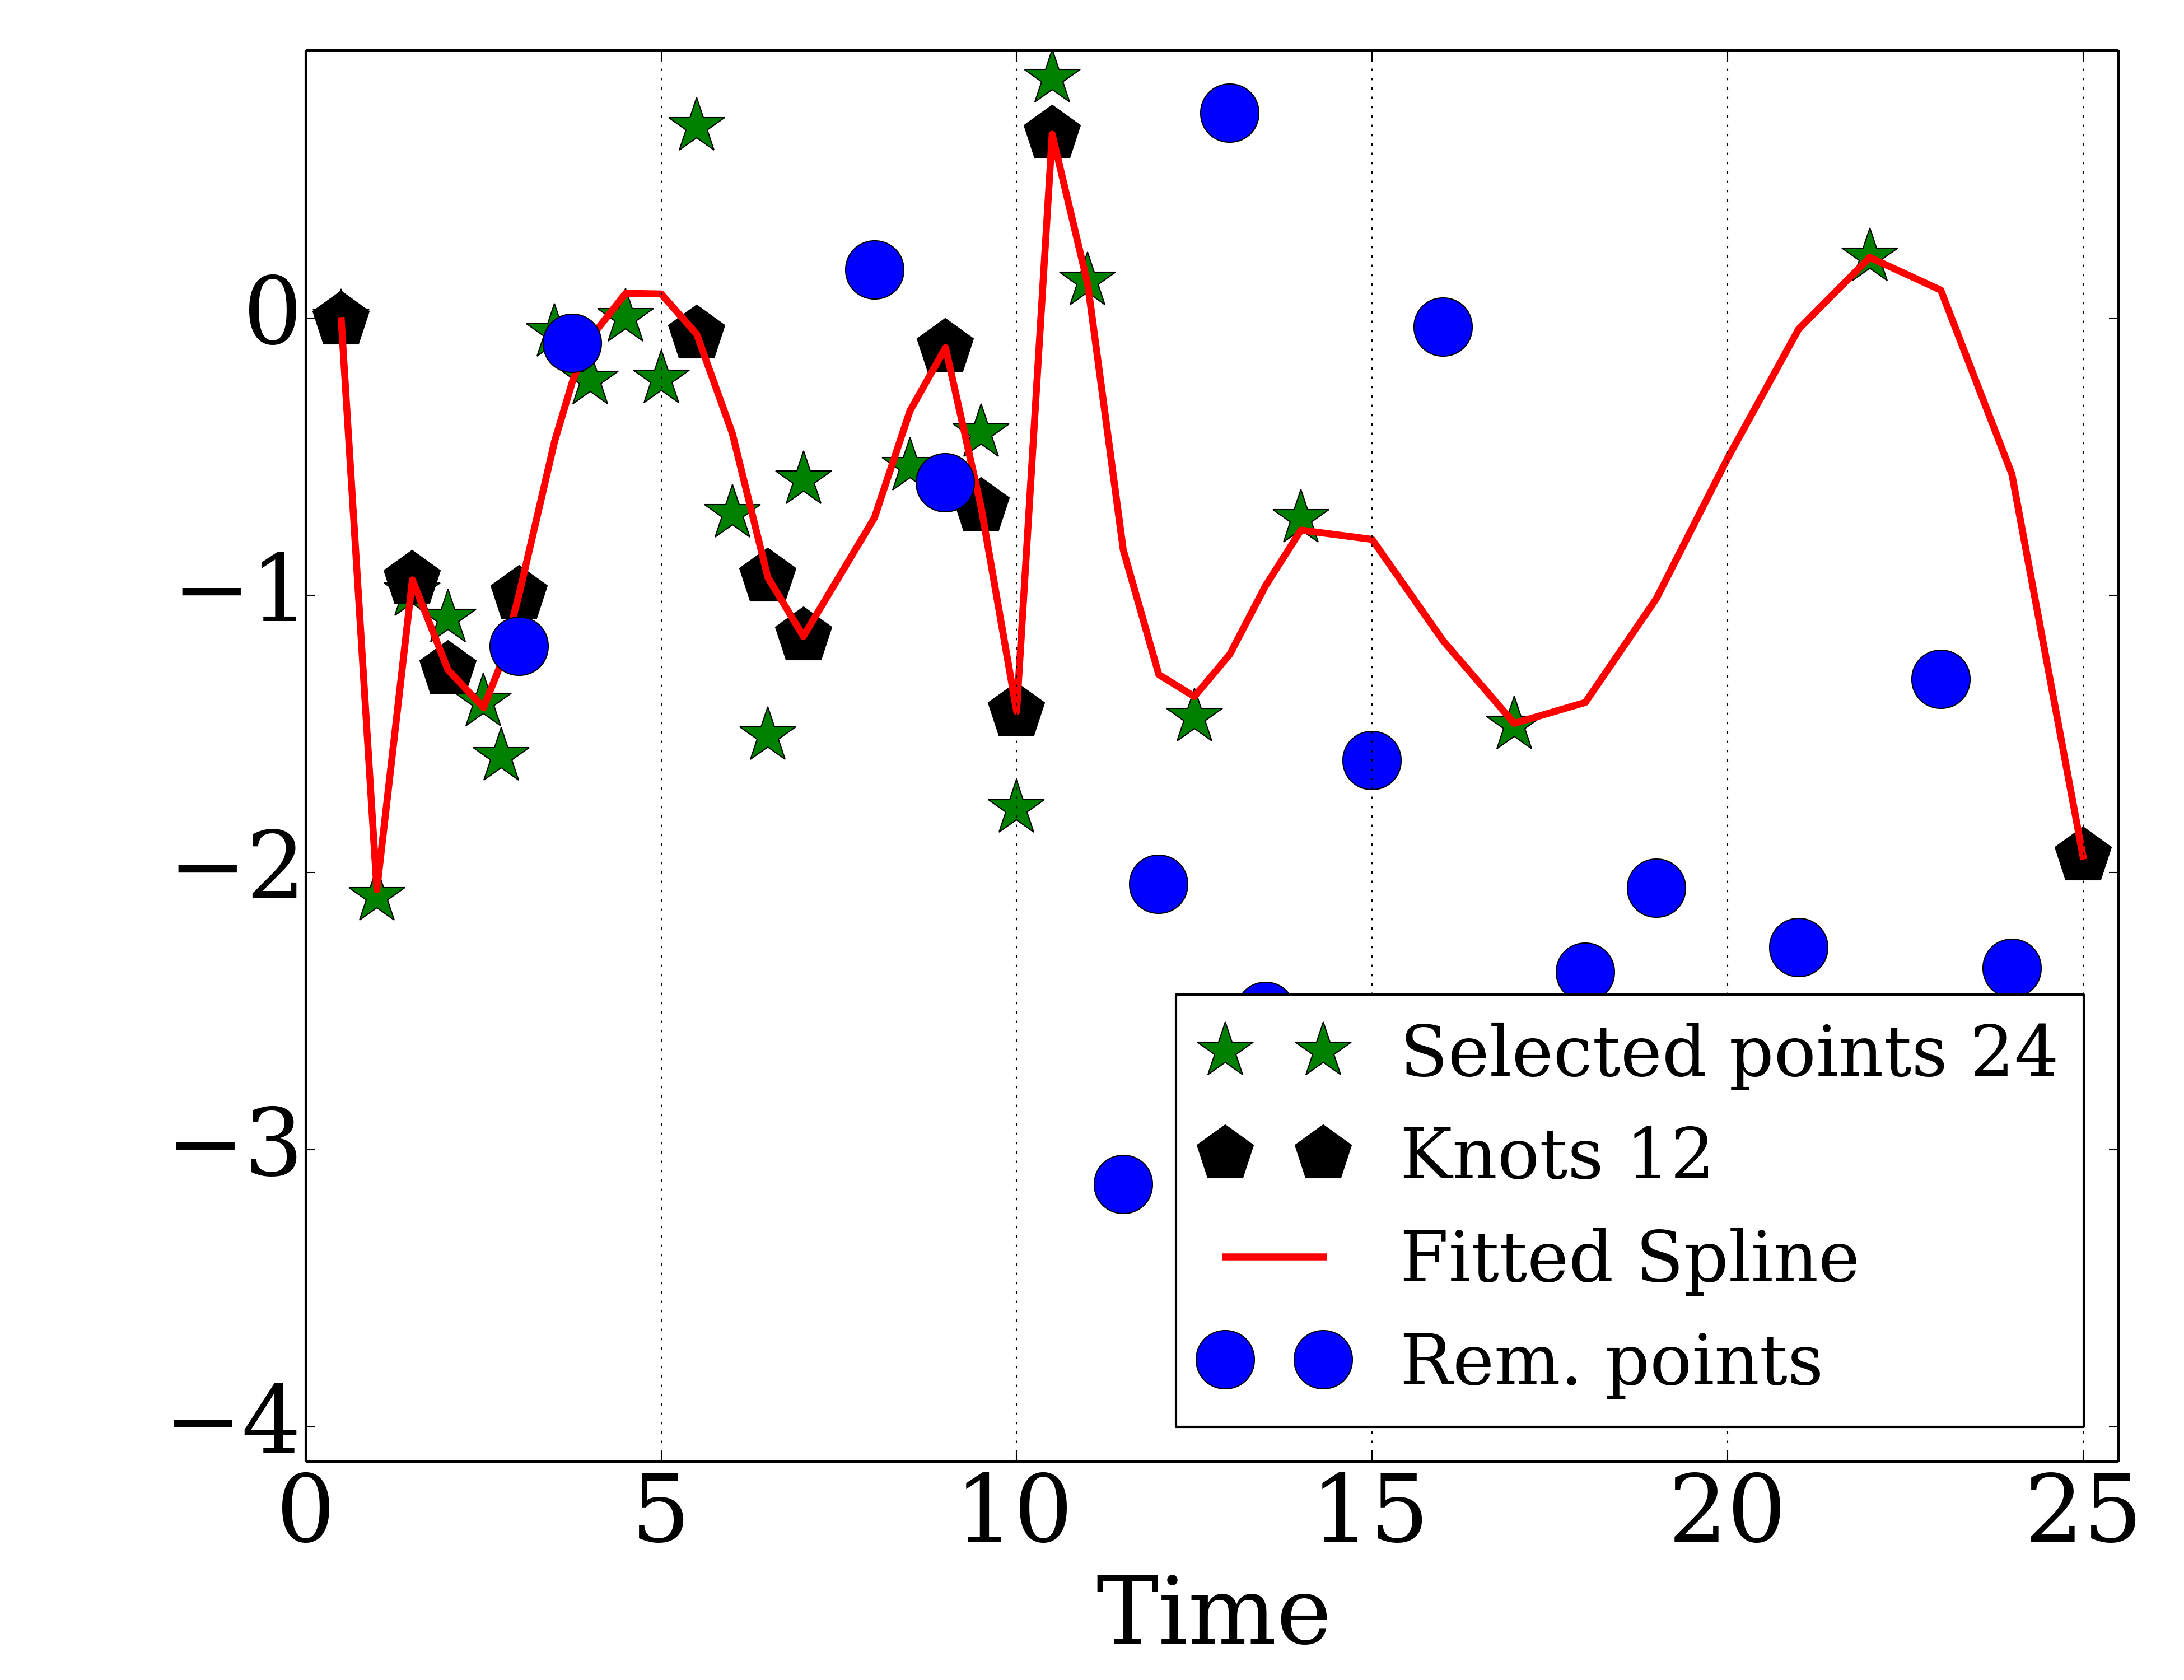 0
−1
−2
−3
−4
Selected points 24
Knots 12
Fitted Spline
Rem. points
0 5 10 15 20 25
Time